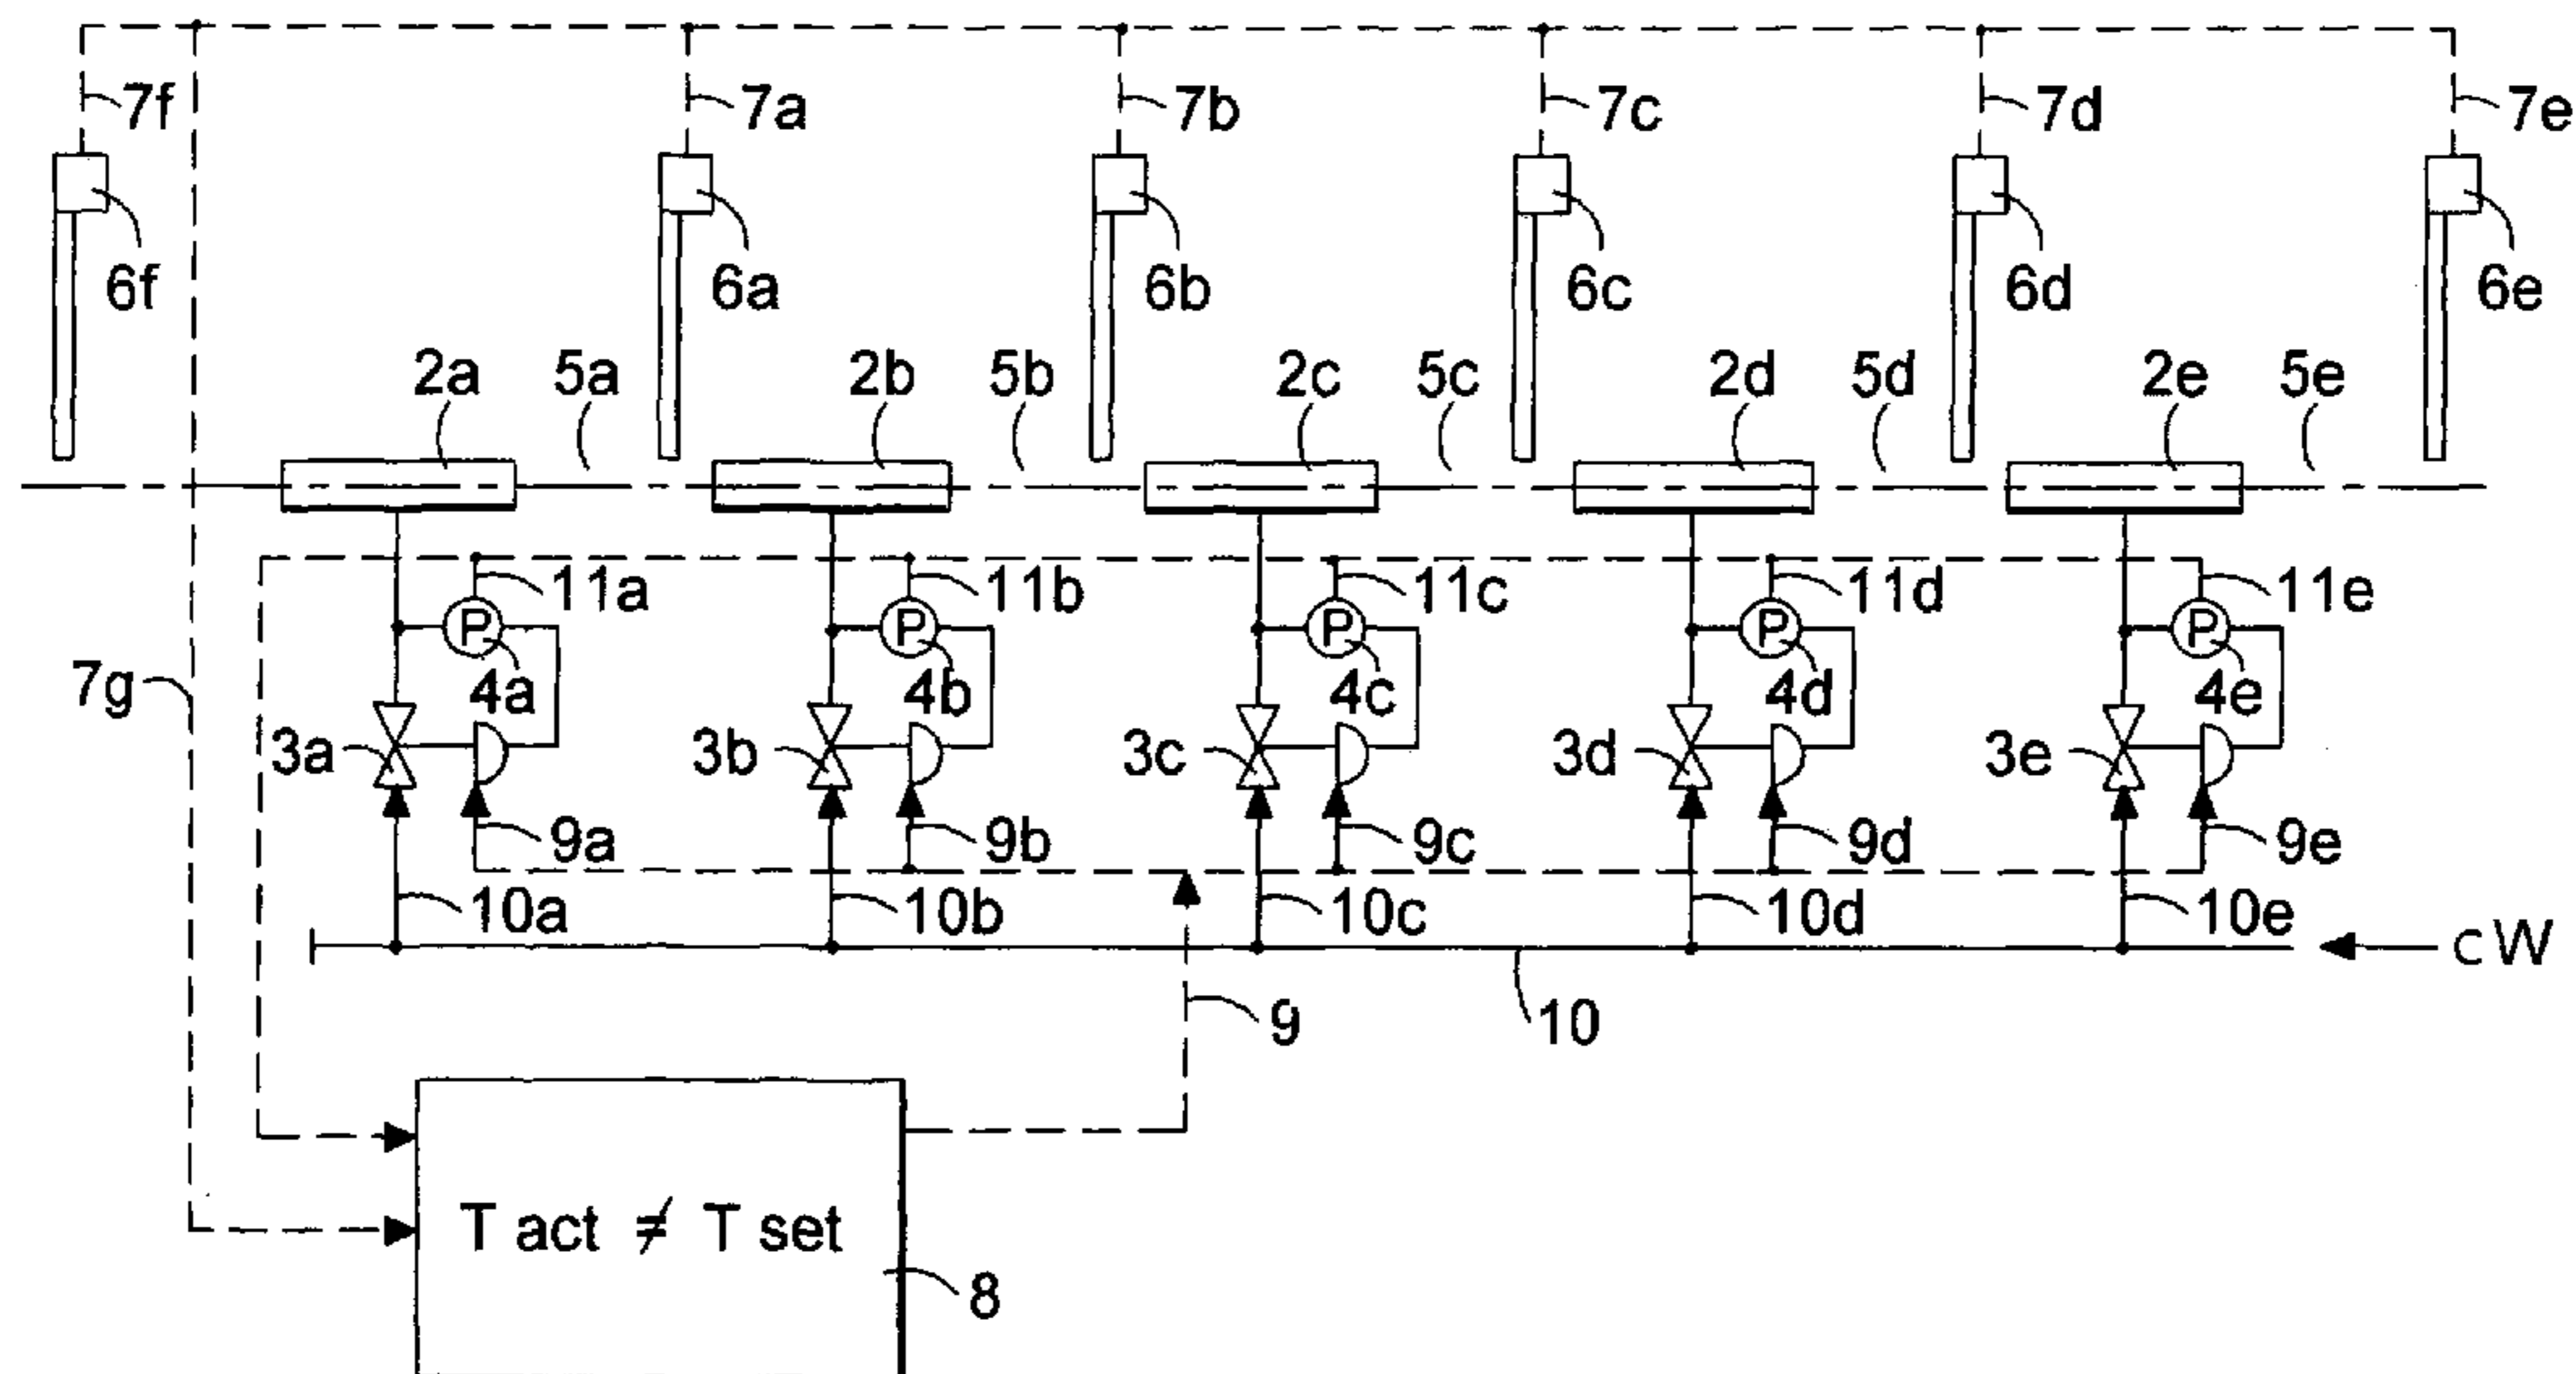 7f 7a 7b 7c 7d 7e
6f 6a 6b 6c 6d 6e
2a 5a 2b 5b 2c 5c 2d 5d 2e 5e
11a 11b 11c 11d 11e
P P P P P
7g 4a 4b 4c 4d 4e
3a 3b 3c 3d 3e
9a 9b 9c 9d 9e
10a 10b 10c 10d 10e
cW
9 10
T act ≠ T set
8